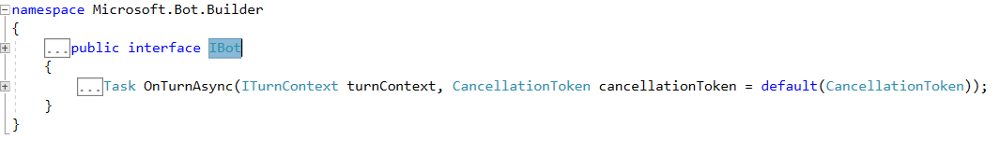 namespace Microsoft.Bot.Builder
{
...public interface IBot
{
...Task OnTurnAsync(ITurnContext turnContext, CancellationToken cancellationToken = default(CancellationToken));
}
}